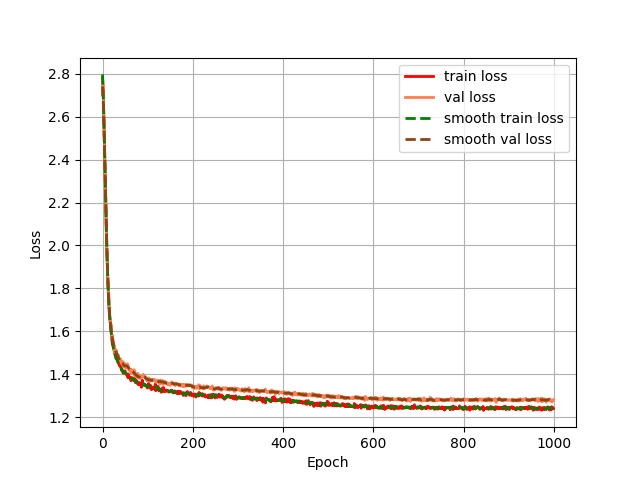 train loss
val loss
smooth train loss
smooth val loss
2.8
2.6
2.4
2.2
2.0
1.8
1.6
1.4
1.2
Loss
0 200 400 600 800 1000
Epoch